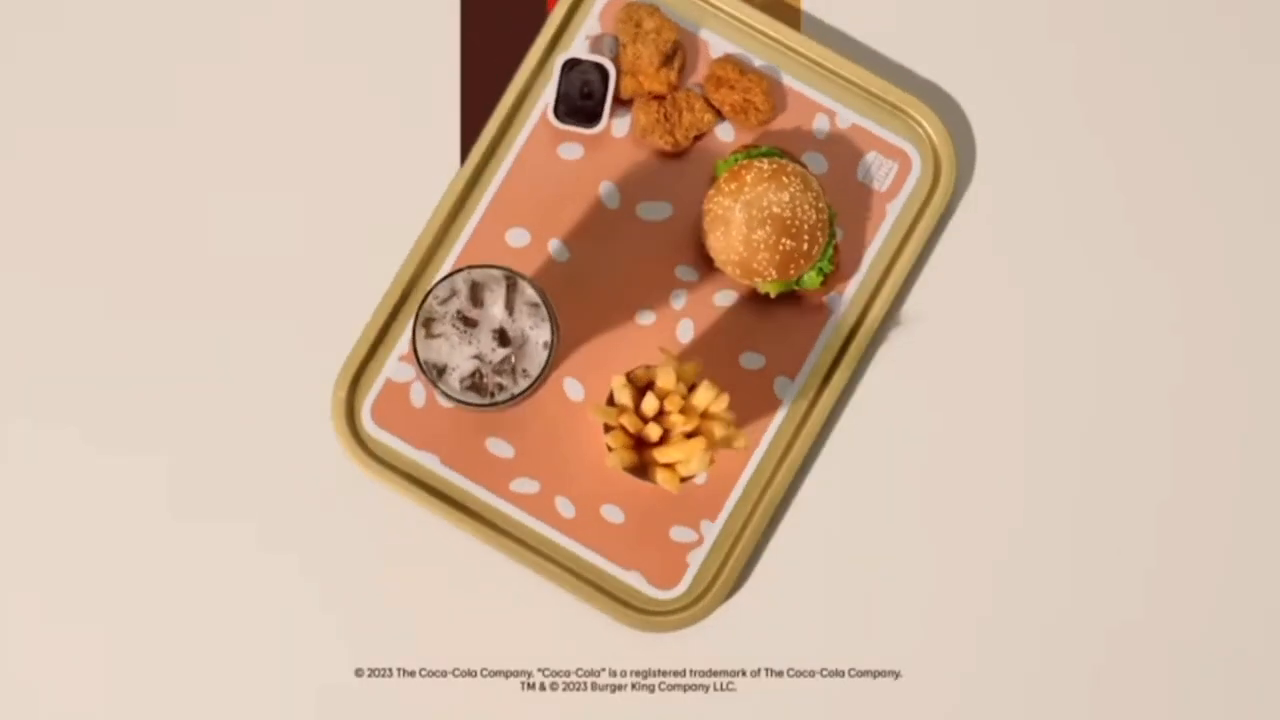 © 2023 The Coca-Cola Company. "Coca-Cola" is a registered trademark of The Coca-Cola Company.
TM & © 2023 Burger King Company LLC.